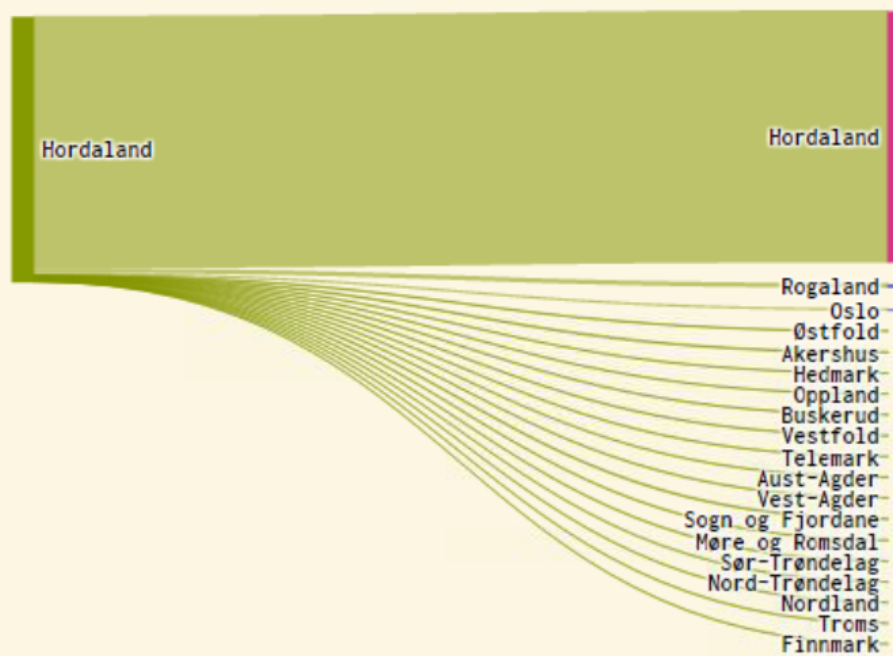 Hordaland
Hordaland
Rogaland
Oslo
Østfold
Akershus
Hedmark
Oppland
Buskerud
Vestfold
Telemark
Aust-Agder
Vest-Agder
Sogn og Fjordane
Møre og Romsdal
Sør-Trøndelag
Nord-Trøndelag
Nordland
Troms
Finnmark